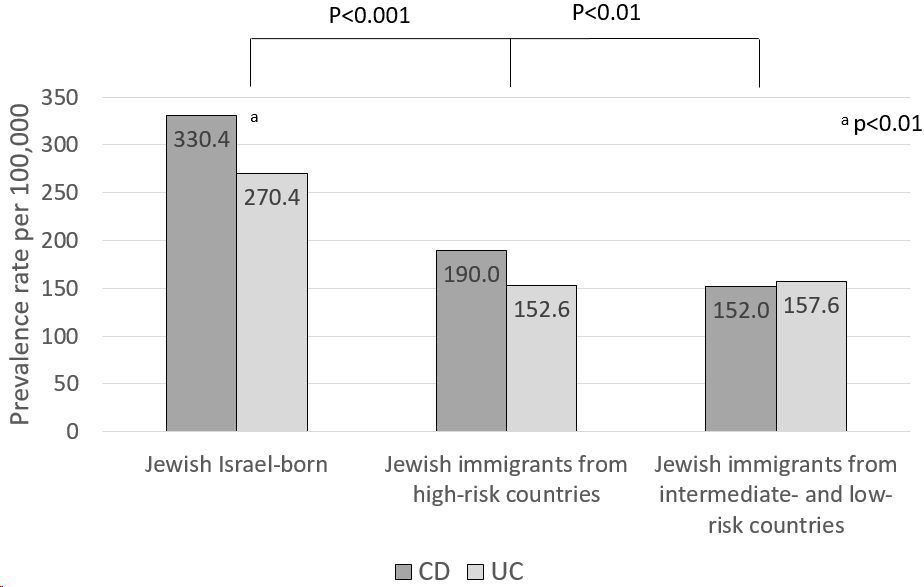 P<0.001
P<0.01
350
300
250
200
150
100
50
0
Prevalence rate per 100,000
330.4
a
270.4
190.0
152.6
152.0
157.6
a p<0.01
Jewish Israel-born
Jewish immigrants from
high-risk countries
Jewish immigrants from
intermediate- and low-
risk countries
CD
UC